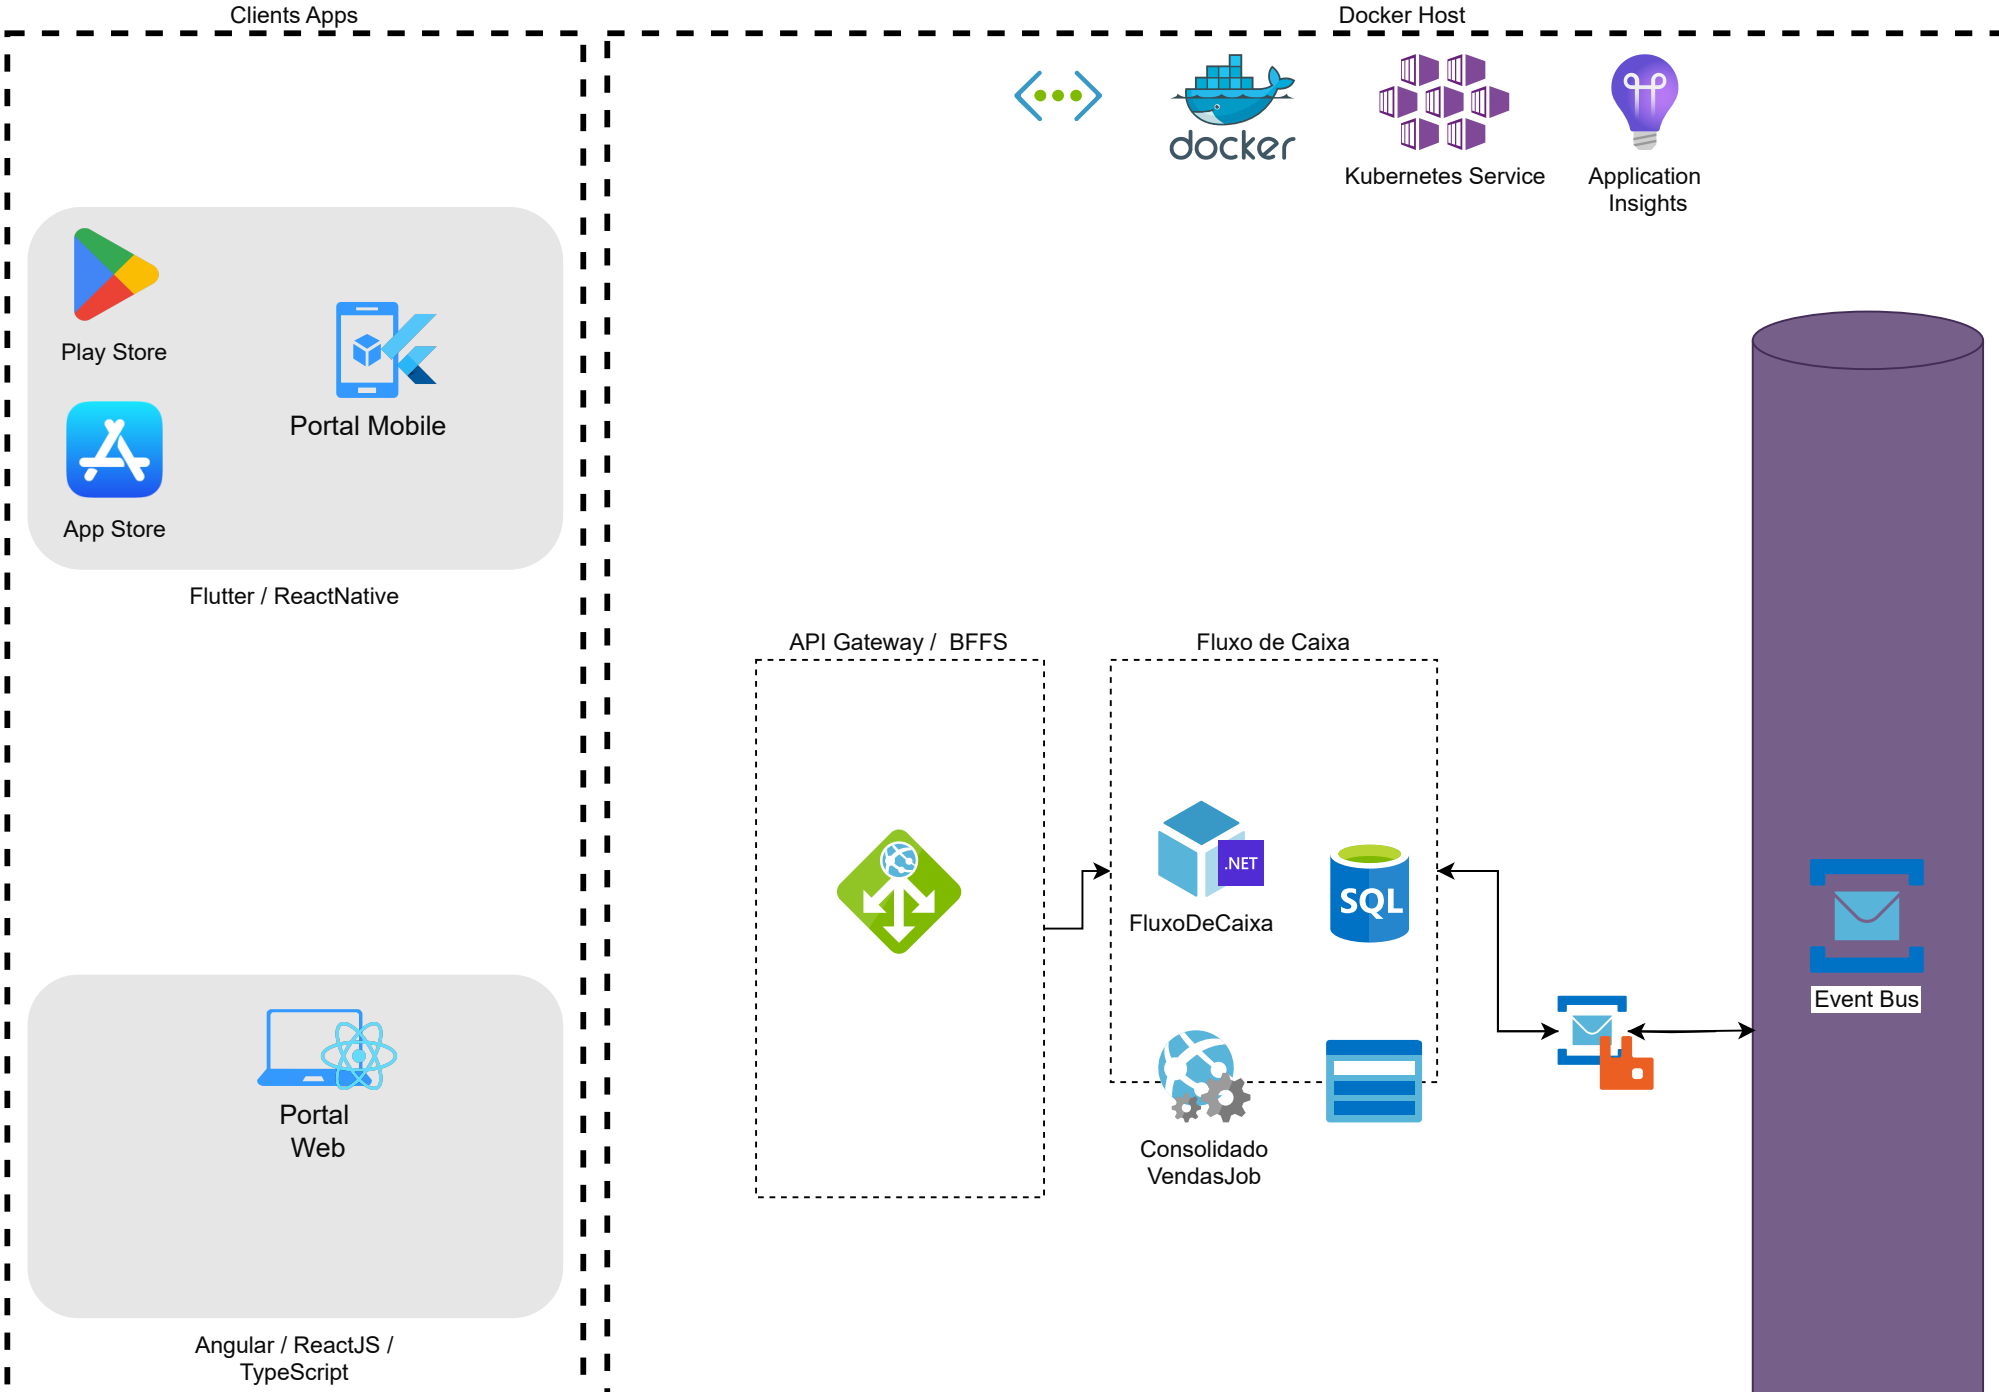 Clients Apps
Docker Host
docker
Kubernetes Service
Application
Insights
Play Store
Portal Mobile
App Store
Flutter / ReactNative
API Gateway /  BFFS
Fluxo de Caixa
.NET
FluxoDeCaixa
SQL
Event Bus
Portal
Web
Consolidado
VendasJob
Angular / ReactJS /
TypeScript